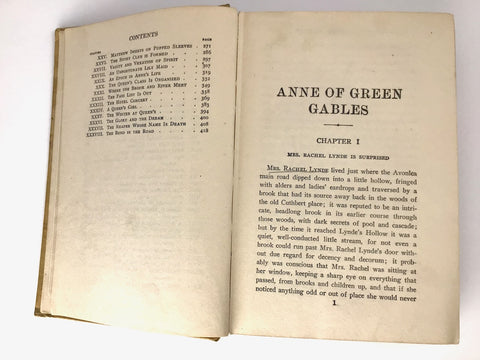 CONTENTS
CHAPTER PAGE
XXV. Matthew Insists on Puffed Sleeves . 271
XXVI. The Story Club is Formed
XXVII. Vanity and Vexation of Spirit . 297
XXVIII. An Unfortunate Lily Maid . 307
XXIX. An Epoch in Anne's Life . 319
XXX. The Queen's Class is Organised
XXXI. Where the Brook and River Meet
XXXII. The Pass List is Out
XXXIII. The Hotel Concert
XXXIV. A Queen's Girl . 383
XXXV. The Winter at Queen's . 394
XXXVI. The Glory and the Dream . 400
XXXVII. The Reaper Whose Name is Death . 408
XXXVIII. The Bend in the Road . 418
ANNE OF GREEN
GABLES
CHAPTER I
MRS. RACHEL LYNDE IS SURPRISED
Mrs. Rachel Lynde lived just where the Avonlea
main road dipped down into a little hollow, fringed
with alders and ladies' eardrops and traversed by a
brook that had its source away back in the woods of
the old Cuthbert place; it was reputed to be an intri-
cate, headlong brook in its earlier course through
those woods, with dark secrets of pool and cascade;
but by the time it reached Lynde's Hollow it was a
quiet, well-conducted little stream, for not even a
brook could run past Mrs. Rachel Lynde's door with-
out due regard for decency and decorum; it prob-
ably was conscious that Mrs. Rachel was sitting at
her window, keeping a sharp eye on everything that
passed, from brooks and children up, and that if she
noticed anything odd or out of place she would never
1